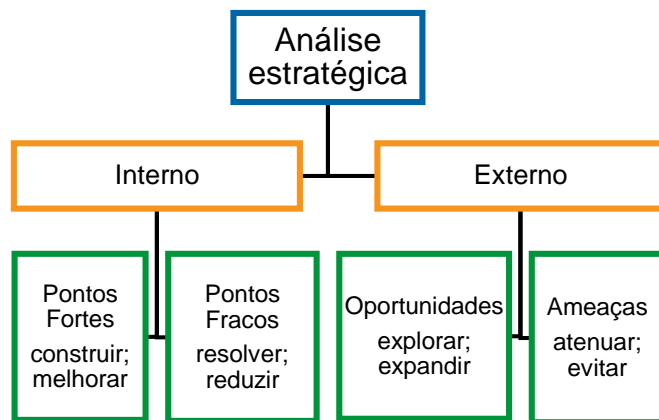 Análise
estratégica
Interno
Externo
Pontos
Fortes
construir;
melhorar
Pontos
Fracos
resolver;
reduzir
Oportunidades
explorar;
expandir
Ameaças
atenuar;
evitar